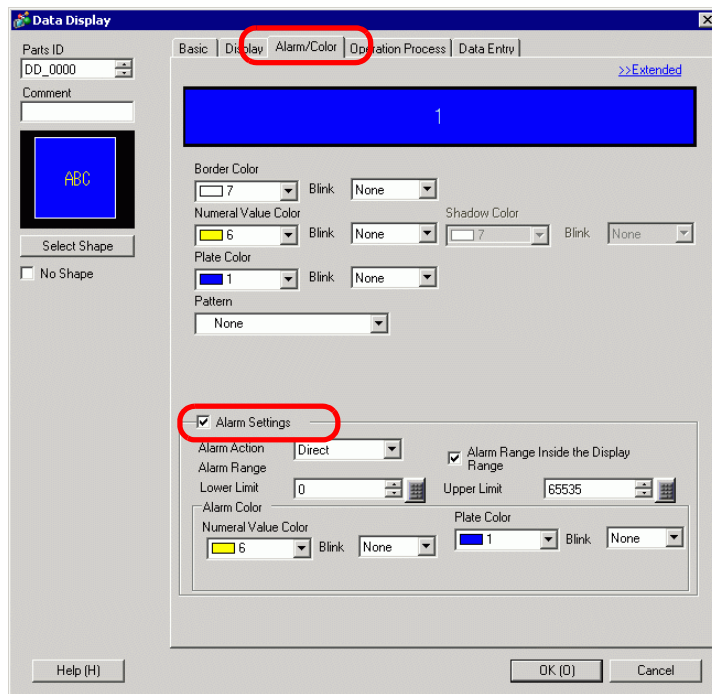 Data Display
Parts ID
DD_0000
Comment
ABC
Select Shape
No Shape
Basic Display Alarm/Color Operation Process Data Entry
>>Extended
1
Border Color
7 Blink None
Numeral Value Color Shadow Color
6 Blink None 7 Blink None
Plate Color
1 Blink None
Pattern
None
Alarm Settings
Alarm Action Direct Alarm Range Inside the Display
Range
Alarm Range
Lower Limit 0 Upper Limit 65535
Alarm Color
Numeral Value Color Plate Color
6 Blink None 1 Blink None
Help (H) OK (O) Cancel